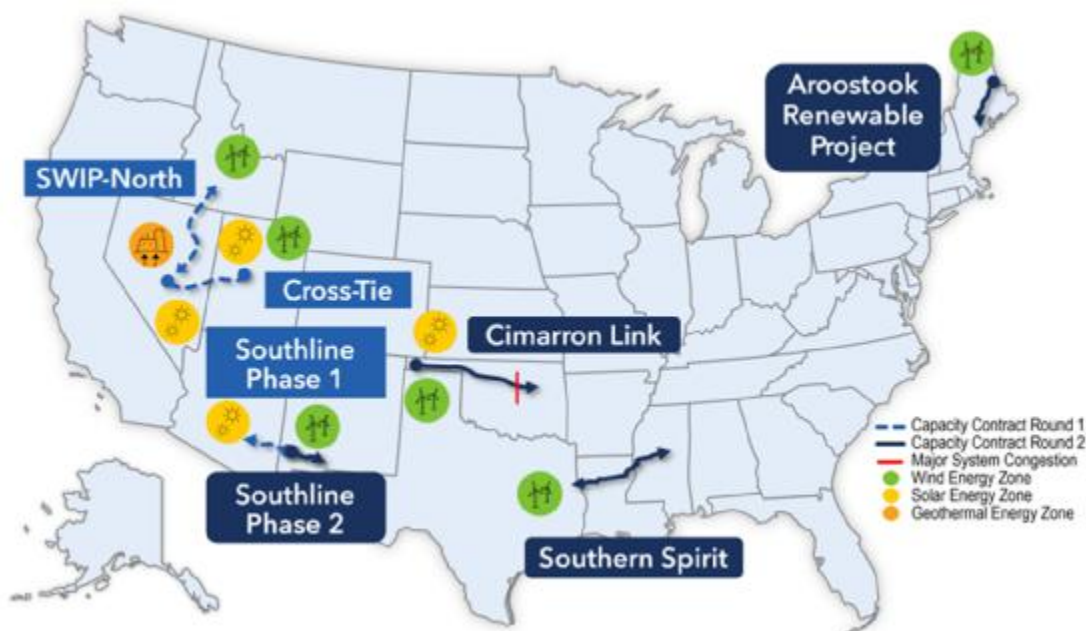 Aroostook
Renewable
Project
SWIP-North
Cross-Tie
Cimarron Link
Southline
Phase 1
Southline
Phase 2
Southern Spirit
Capacity Contract Round 1
Capacity Contract Round 2
Major System Congestion
Wind Energy Zone
Solar Energy Zone
Geothermal Energy Zone